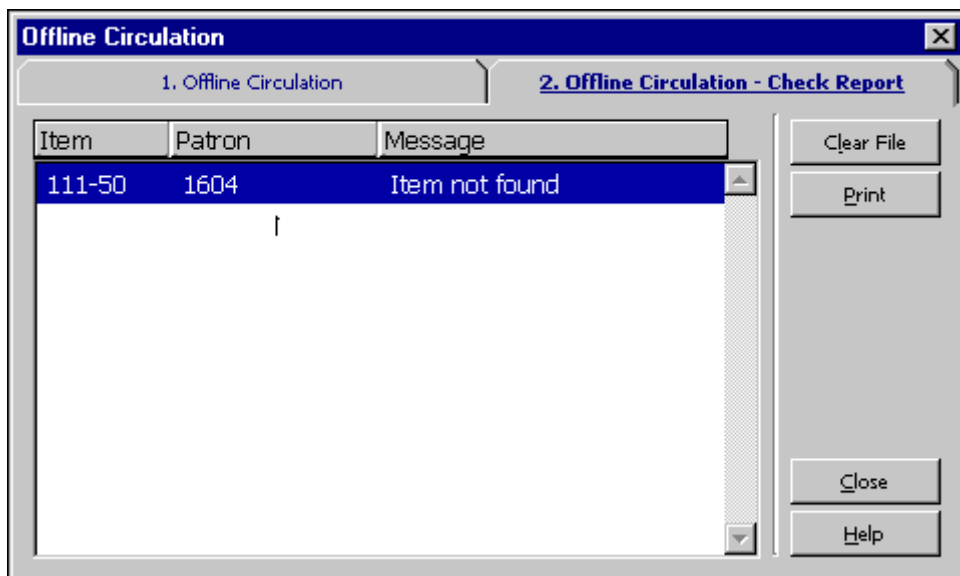 Offline Circulation
1. Offline Circulation
2. Offline Circulation - Check Report
Item Patron Message
111-50 1604 Item not found
Clear File
Print
Close
Help